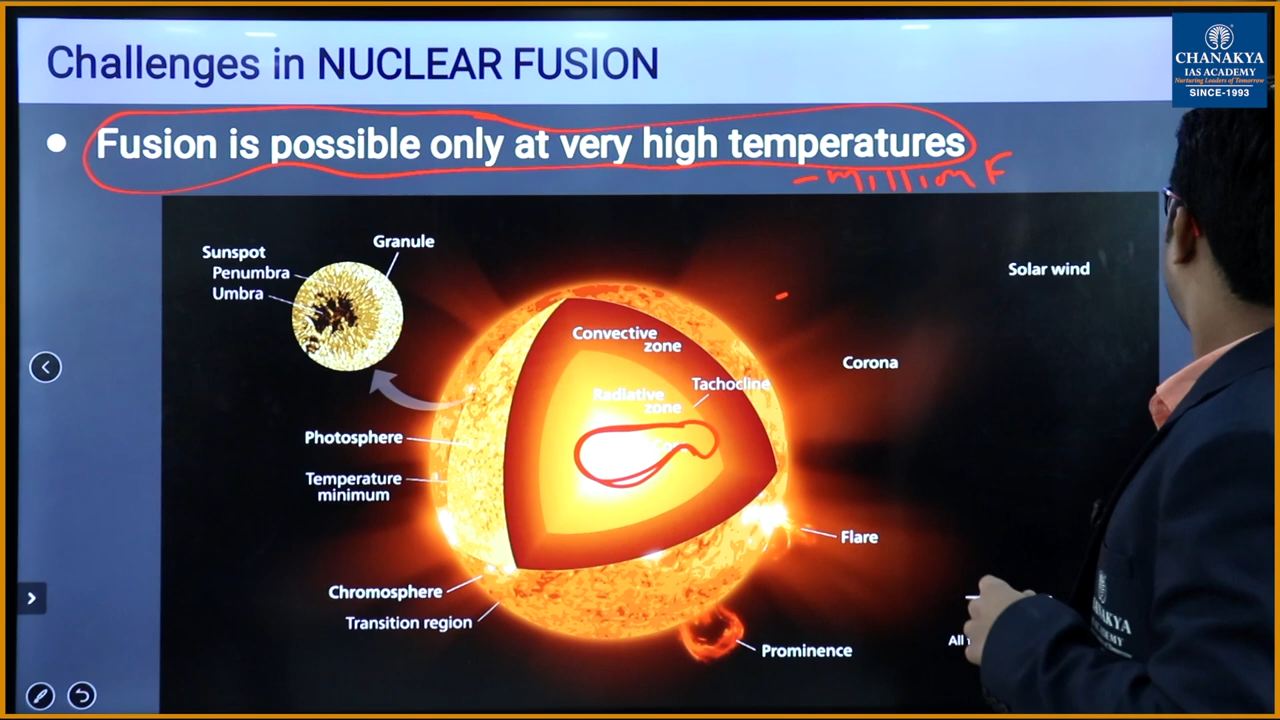 Challenges in NUCLEAR FUSION
CHANAKYA
IAS ACADEMY
Nurturing Leaders of Tomorrow
SINCE-1993
• Fusion is possible only at very high temperatures
- million F
Granule
Sunspot
Penumbra
Umbra
Solar wind
Convective
zone
Corona
Tachocline
Radiative
zone
Photosphere
Temperature
minimum
Flare
Chromosphere
Transition region
Prominence
CHANAKYA